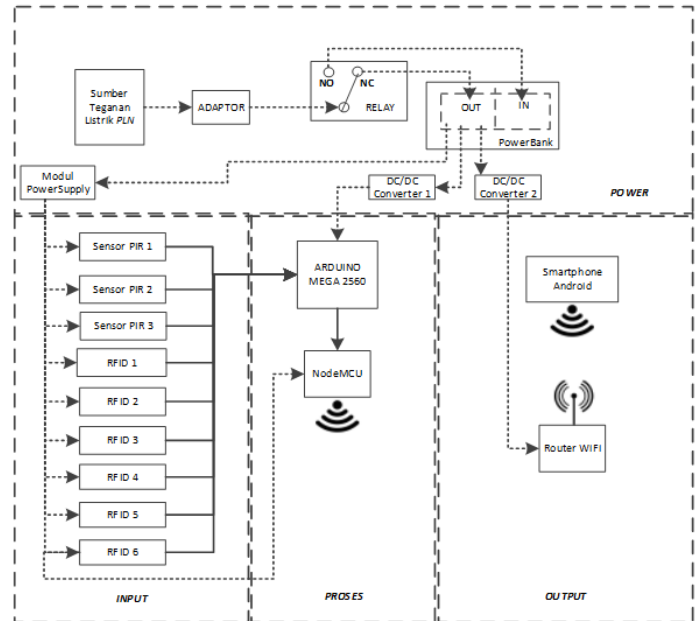 NO
NC
RELAY
Sumber
Teganan
Listrik PLN
ADAPTOR
OUT
IN
PowerBank
Modul
PowerSupply
DC/DC
Converter 1
DC/DC
Converter 2
POWER
Sensor PIR 1
Sensor PIR 2
Sensor PIR 3
RFID 1
RFID 2
RFID 3
RFID 4
RFID 5
RFID 6
INPUT
ARDUINO
MEGA 2560
NodeMCU
PROSES
Smartphone
Android
Router WIFI
OUTPUT